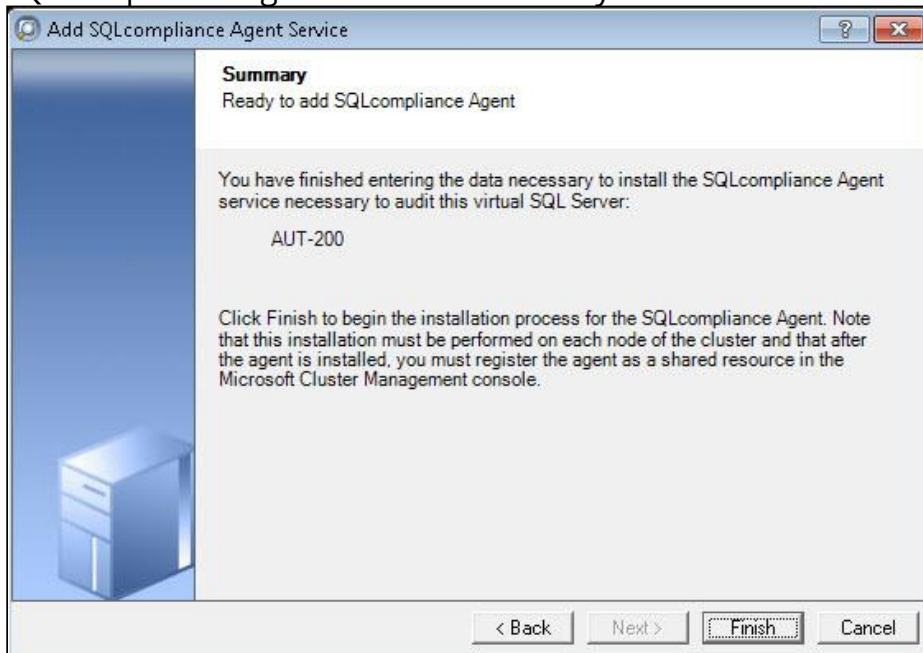 Add SQLcompliance Agent Service
Summary
Ready to add SQLcompliance Agent
You have finished entering the data necessary to install the SQLcompliance Agent
service necessary to audit this virtual SQL Server:
AUT-200
Click Finish to begin the installation process for the SQLcompliance Agent. Note
that this installation must be performed on each node of the cluster and that after
the agent is installed, you must register the agent as a shared resource in the
Microsoft Cluster Management console.
< Back Next > Finish Cancel